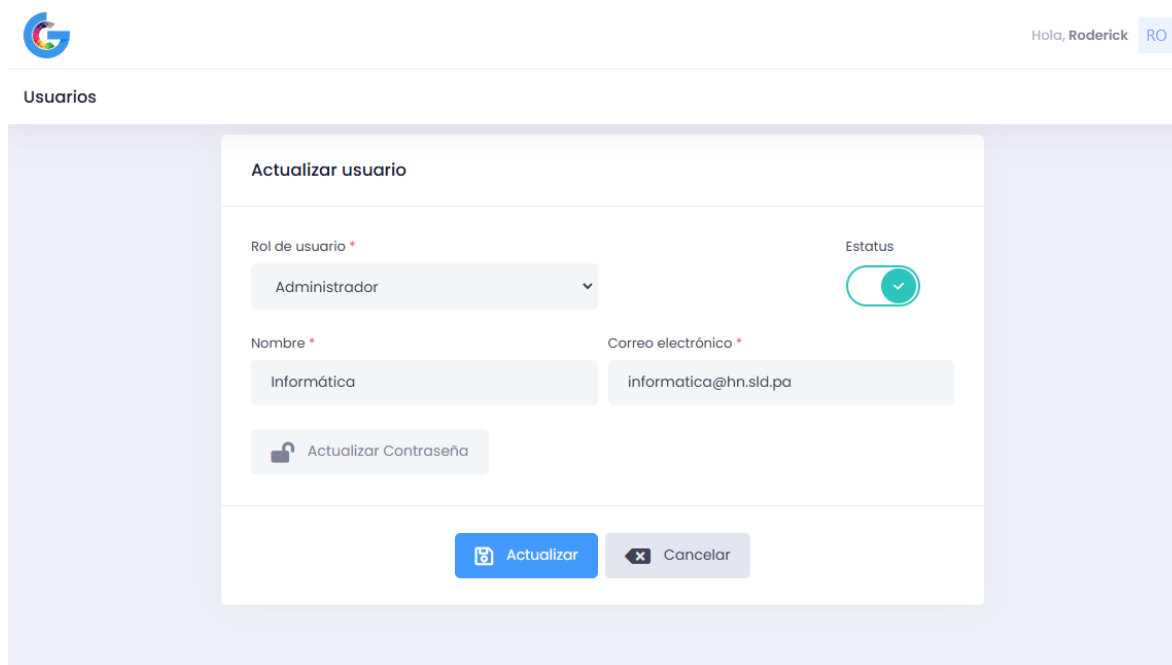 Hola, Roderick RO
Usuarios
Actualizar usuario
Rol de usuario * Estatus
Administrador
Nombre * Correo electrónico *
Informática informatica@hn.sld.pa
Actualizar Contraseña
Actualizar Cancelar